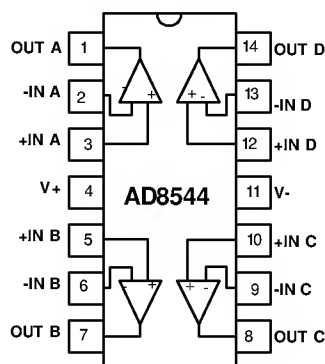 OUT A 1 14 OUT D
-IN A 2 13 -IN D
- + + -
+IN A 3 12 +IN D
V+ 4 AD8544 11 V-
+IN B 5 10 +IN C
-IN B 6 9 -IN C
- + + -
OUT B 7 8 OUT C